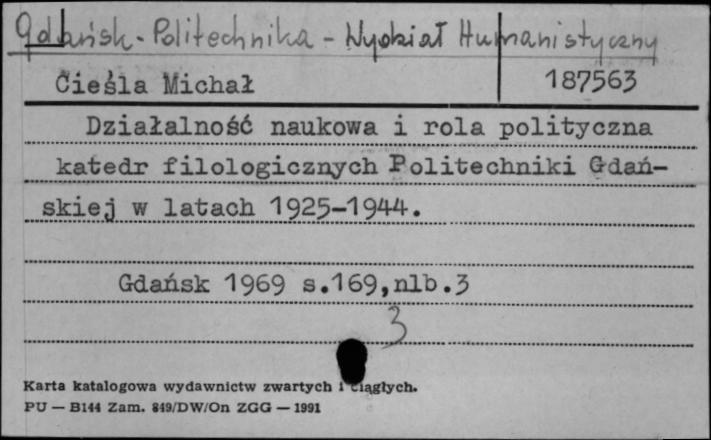 Gdańsk - Politechnika - Wydział Humanistyczny
Cieśla Michał 187563
Działalność naukowa i rola polityczna
katedr filologicznych Politechniki Gdań-
skiej w latach 1925-1944.
Gdańsk 1969 s.169,nlb.3
3
Karta katalogowa wydawnictw zwartych i ciągłych.
PU — B144 Zam. 849/DW/On ZGG — 1991